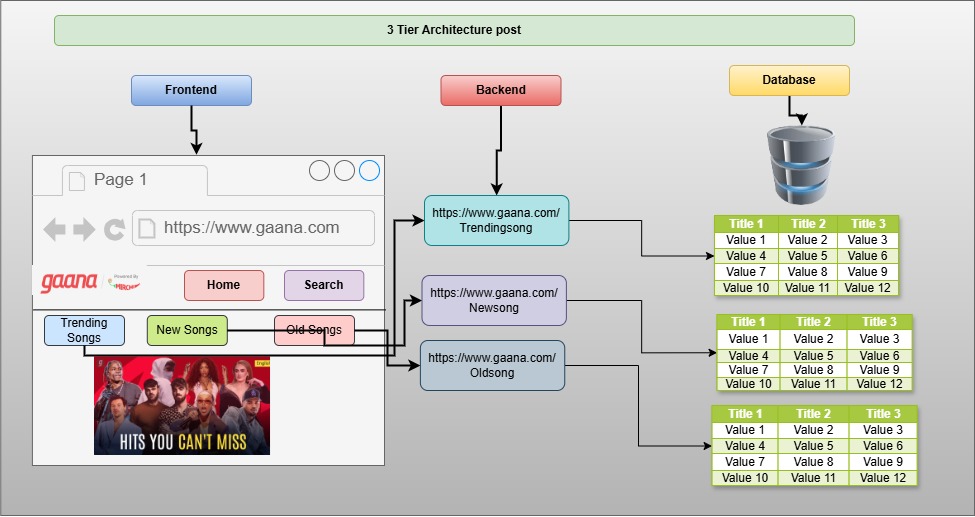 3 Tier Architecture post
Frontend
Backend
Database
Page 1
https://www.gaana.com
gaana
Powered By
MIRCHI
Home
Search
Trending
Songs
New Songs
Old Songs
English
HITS YOU CAN'T MISS
https://www.gaana.com/
Trendingsong
https://www.gaana.com/
Newsong
https://www.gaana.com/
Oldsong
Title 1 Title 2 Title 3
Value 1 Value 2 Value 3
Value 4 Value 5 Value 6
Value 7 Value 8 Value 9
Value 10 Value 11 Value 12
Title 1 Title 2 Title 3
Value 1 Value 2 Value 3
Value 4 Value 5 Value 6
Value 7 Value 8 Value 9
Value 10 Value 11 Value 12
Title 1 Title 2 Title 3
Value 1 Value 2 Value 3
Value 4 Value 5 Value 6
Value 7 Value 8 Value 9
Value 10 Value 11 Value 12